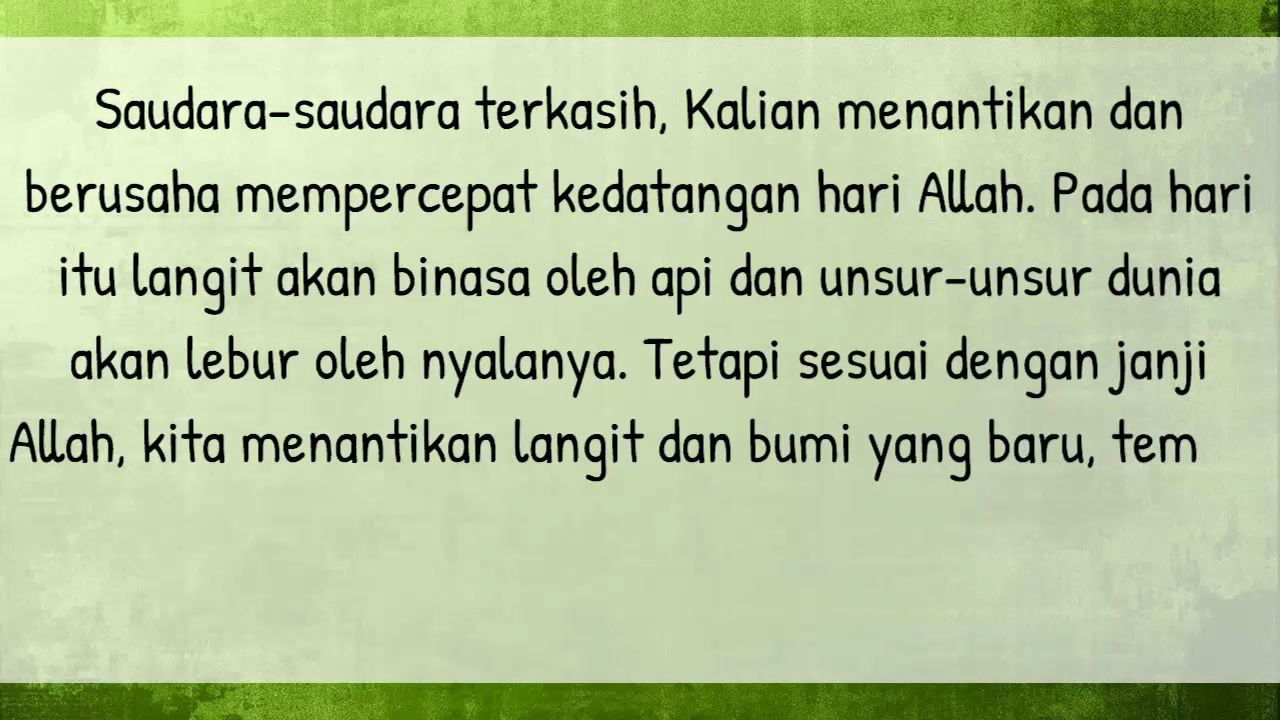 Saudara-saudara terkasih, Kalian menantikan dan
berusaha mempercepat kedatangan hari Allah. Pada hari
itu langit akan binasa oleh api dan unsur-unsur dunia
akan lebur oleh nyalanya. Tetapi sesuai dengan janji
Allah, kita menantikan langit dan bumi yang baru, tem